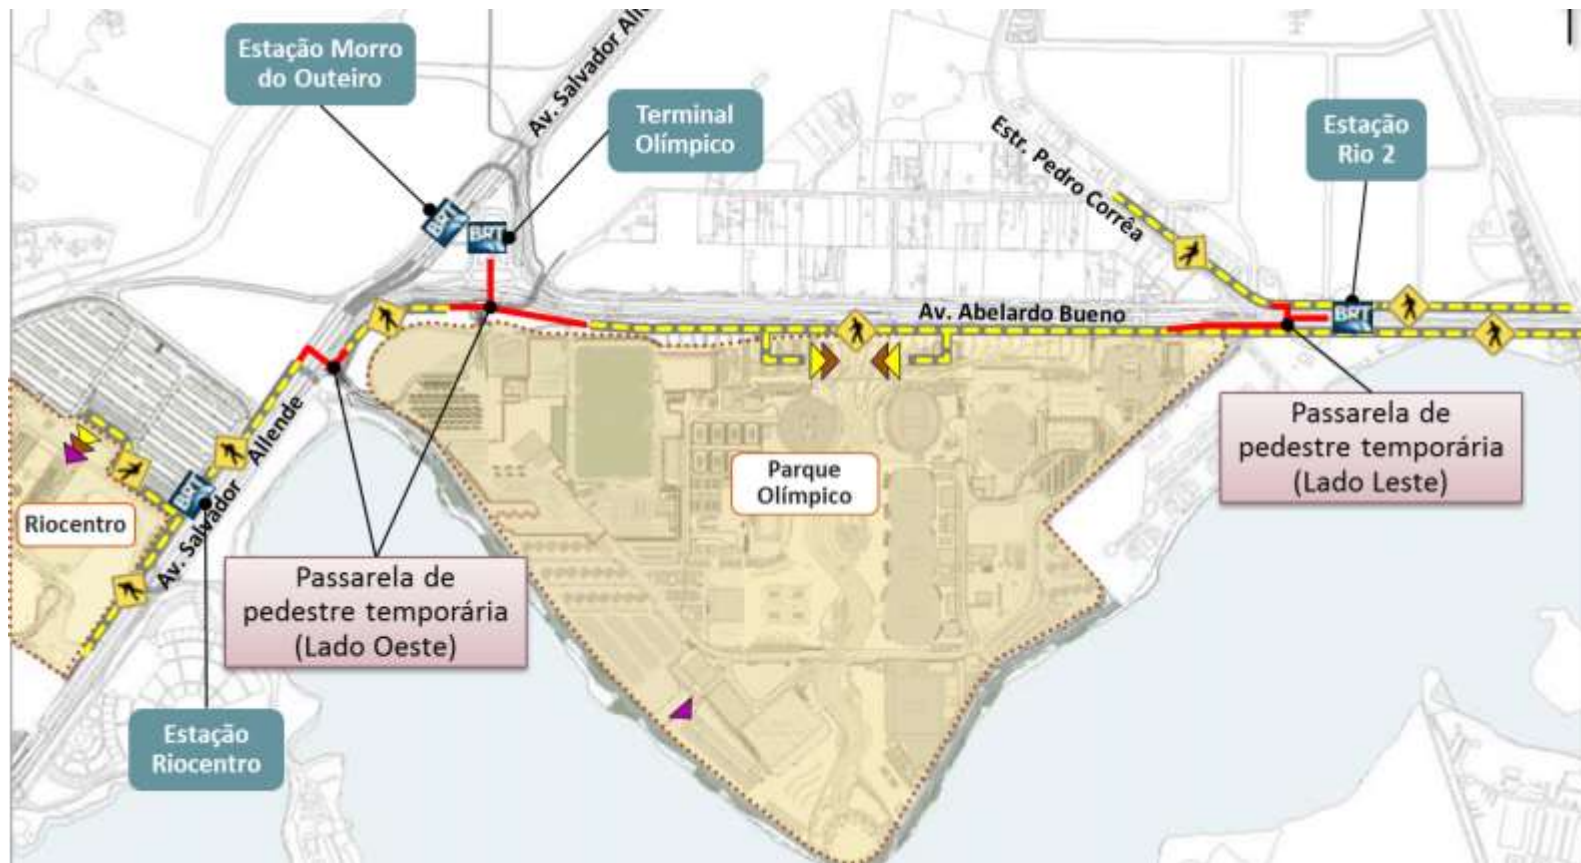 Estação Morro
do Outeiro
Av. Salvador All
Terminal
Olímpico
Estr. Pedro Corrêa
Estação
Rio 2
BRT
BRT
Av. Abelardo Bueno
BRT
Passarela de
pedestre temporária
(Lado Leste)
Parque
Olímpico
Riocentro
BRT
Av. Salvador Allende
Passarela de
pedestre temporária
(Lado Oeste)
Estação
Riocentro